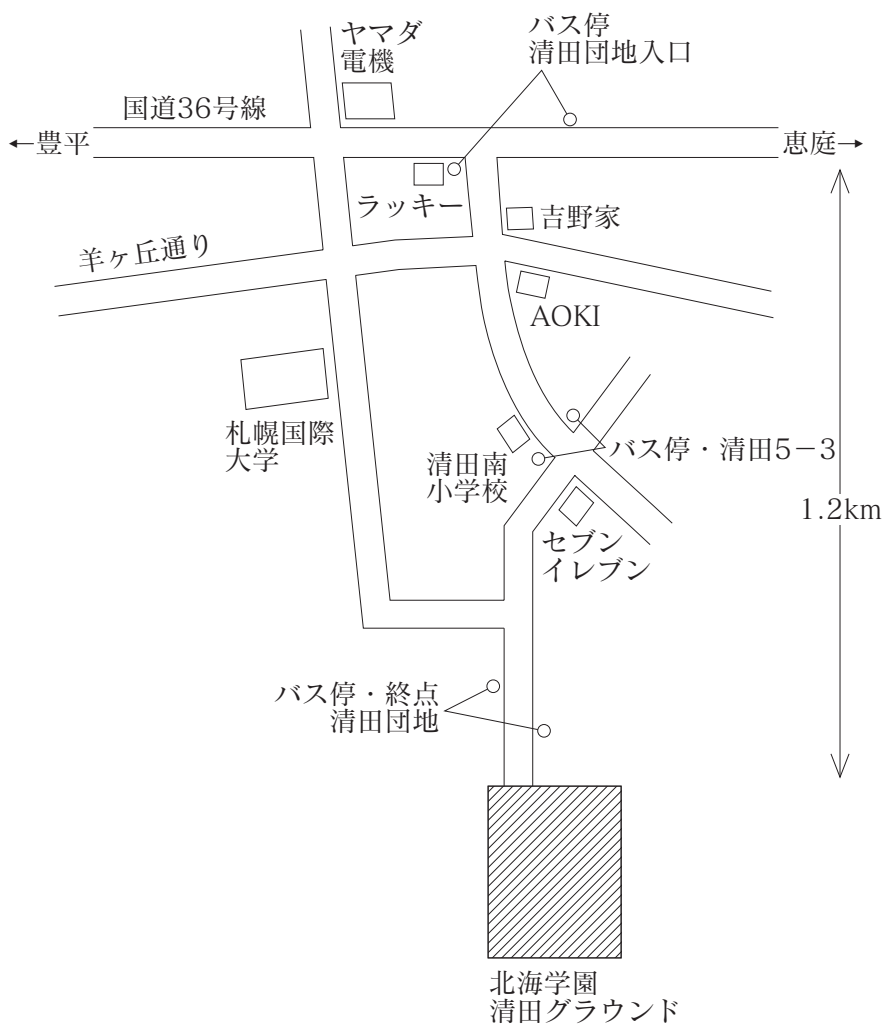 ヤマダ
電機
バス停
清田団地入口
国道36号線
←豊平
恵庭→
ラッキー
吉野家
羊ヶ丘通り
AOKI
札幌国際
大学
清田南
小学校
バス停・清田5−3
1.2km
セブン
イレブン
バス停・終点
清田団地
北海学園
清田グラウンド